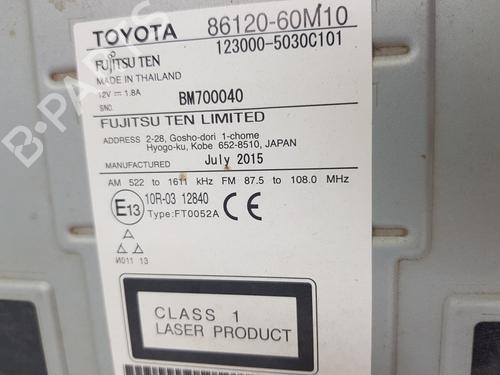 TOYOTA 86120-60M10
FUJITSU TEN 123000-5030C101
MADE IN THAILAND
12V 1.8A
SNO. BM700040
FUJITSU TEN LIMITED
ADDRESS 2-28, Gosho-dori 1-chome
Hyogo-ku, Kobe 652-8510, JAPAN
MANUFACTURED July 2015
AM 522 to 1611 kHz FM 87.5 to 108.0 MHz
E13 10R-03 12840 CE
Type:FT0052A
И011 13
CLASS 1
LASER PRODUCT
B-PARTS